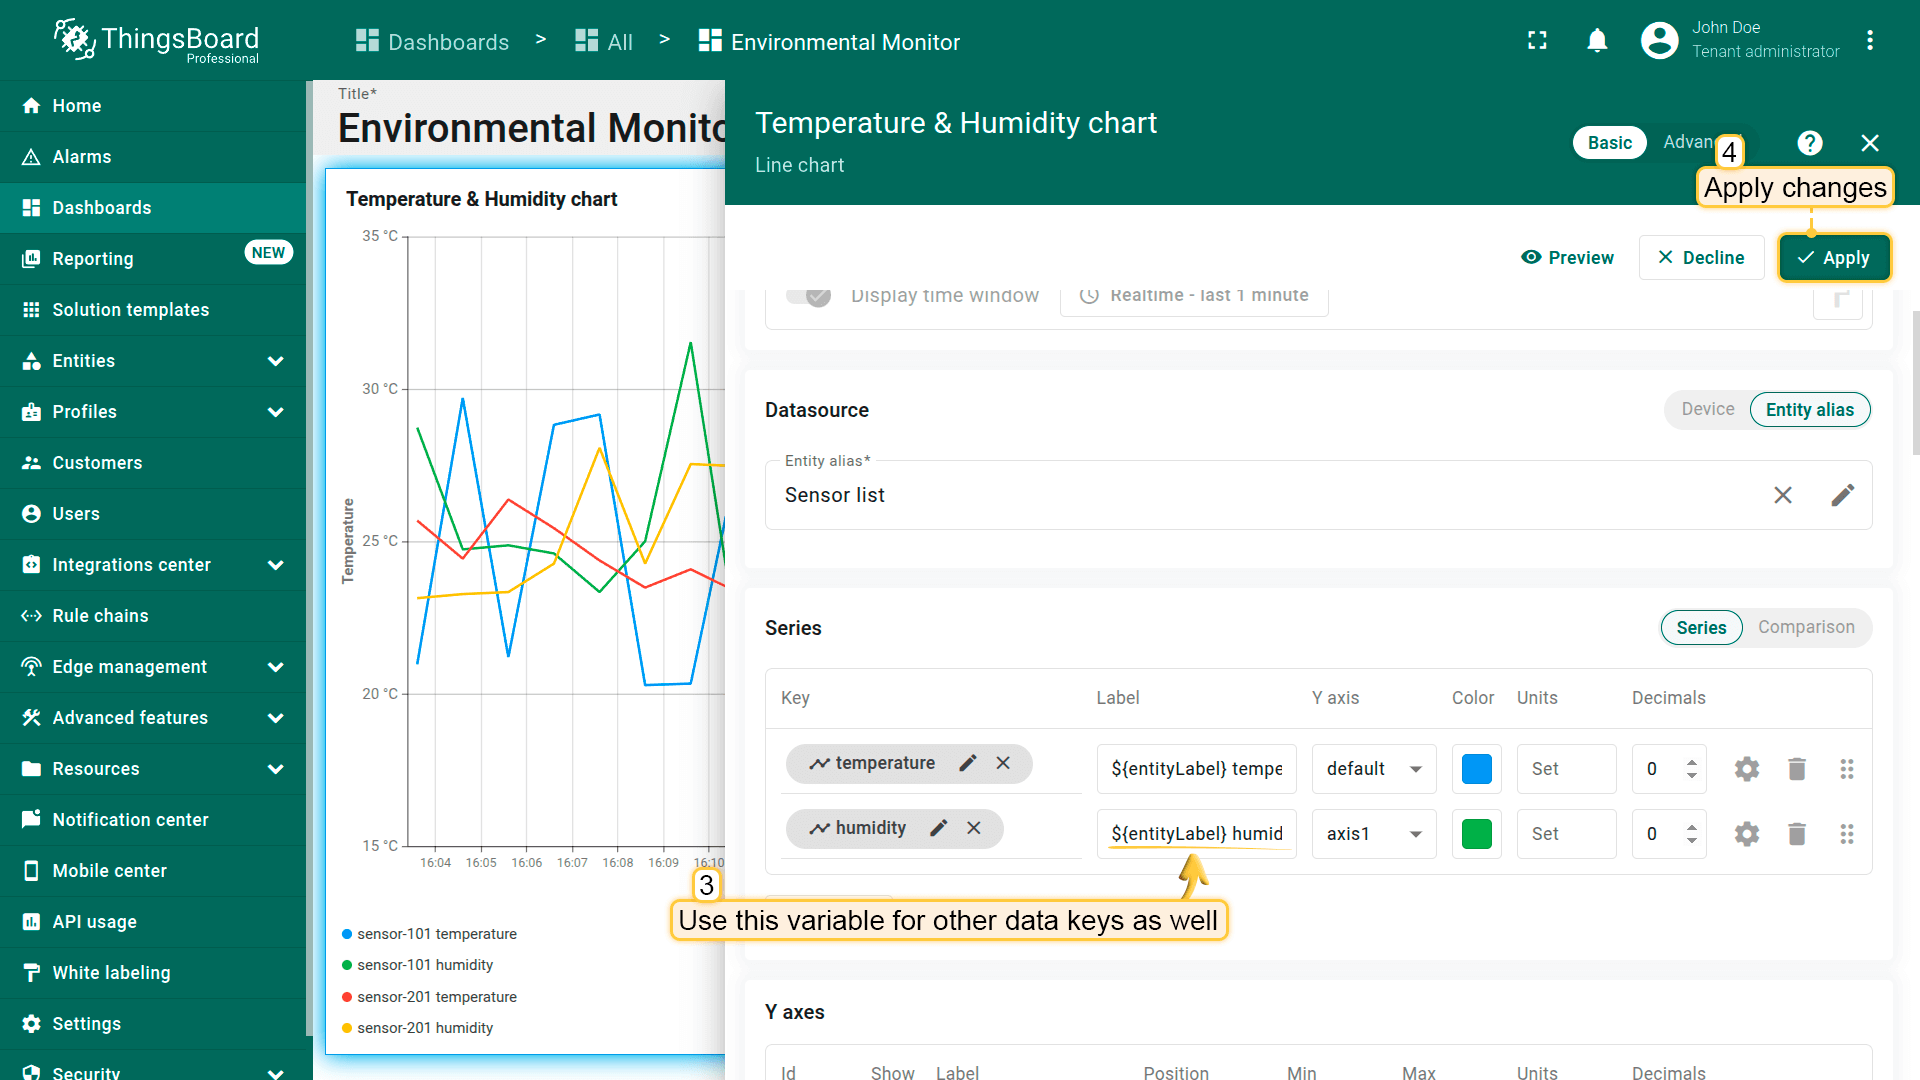 ThingsBoard
Professional
Dashboards > All > Environmental Monitor
John Doe
Tenant administrator
Home
Alarms
Dashboards
Reporting
NEW
Solution templates
Entities
Profiles
Customers
Users
Integrations center
Rule chains
Edge management
Advanced features
Resources
Notification center
Mobile center
API usage
White labeling
Settings
Security
Title*
Environmental Monito
Temperature & Humidity chart
35 °C
30 °C
25 °C
20 °C
15 °C
Temperature
16:04 16:05 16:06 16:07 16:08 16:09 16:10
sensor-101 temperature
sensor-101 humidity
sensor-201 temperature
sensor-201 humidity
Temperature & Humidity chart
Line chart
Basic
Advan
4
Apply changes
Preview
Decline
Apply
Display time window
Realtime - last 1 minute
Datasource
Device
Entity alias
Entity alias*
Sensor list
Series
Series
Comparison
Key Label Y axis Color Units Decimals
temperature ${entityLabel} tempe default Set 0
humidity ${entityLabel} humid axis1 Set 0
3
Use this variable for other data keys as well
Y axes
Id Show Label Position Min Max Units Decimals